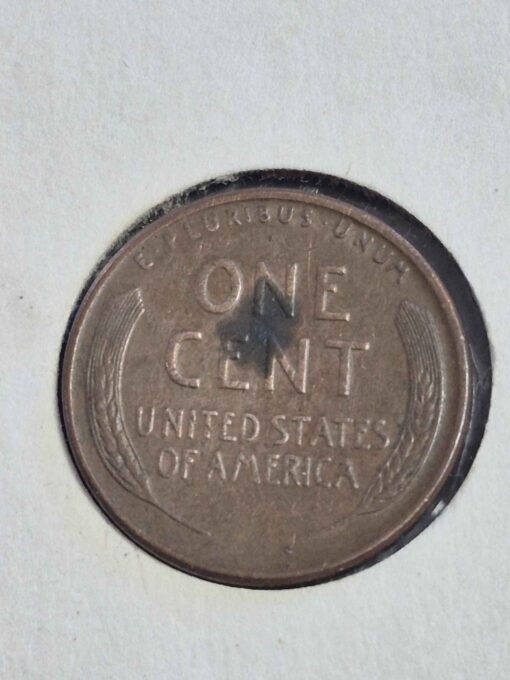 E·PLURIBUS·UNUM
ONE
CENT
UNITED STATES
OF AMERICA